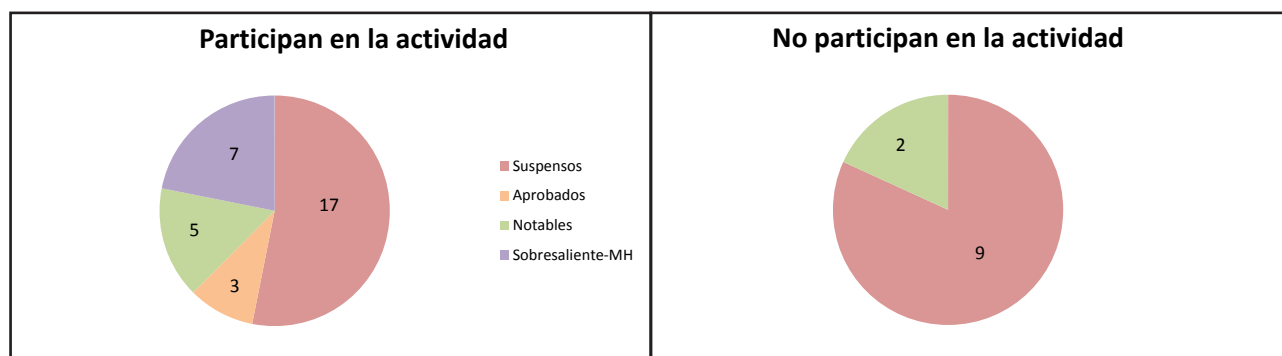 Participan en la actividad
7
17
5
3
Suspensos
Aprobados
Notables
Sobresaliente-MH
No participan en la actividad
2
9